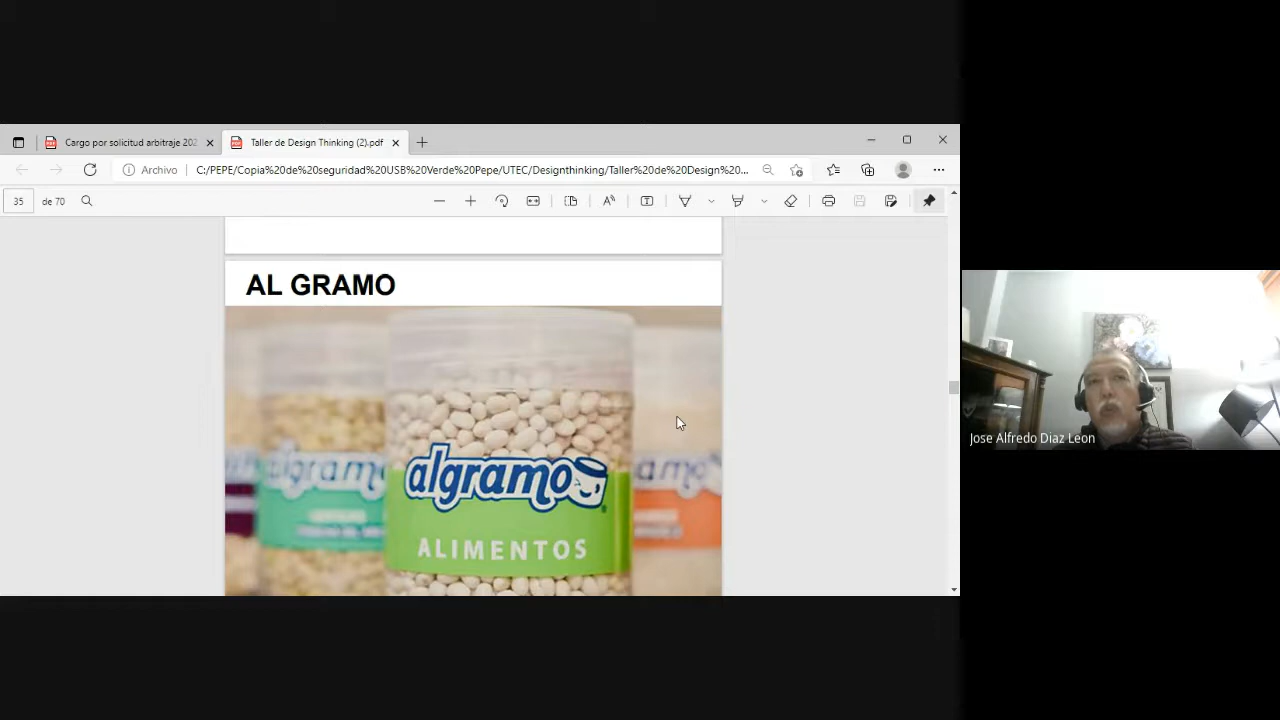 Cargo por solicitud arbitraje 202
Taller de Design Thinking (2).pdf
Archivo
C:/PEPE/Copia%20de%20seguridad%20USB%20Verde%20Pepe/UTEC/Designthinking/Taller%20de%20Design%20...
35 de 70
AL GRAMO
algramo
algramo
ALIMENTOS
Jose Alfredo Diaz Leon